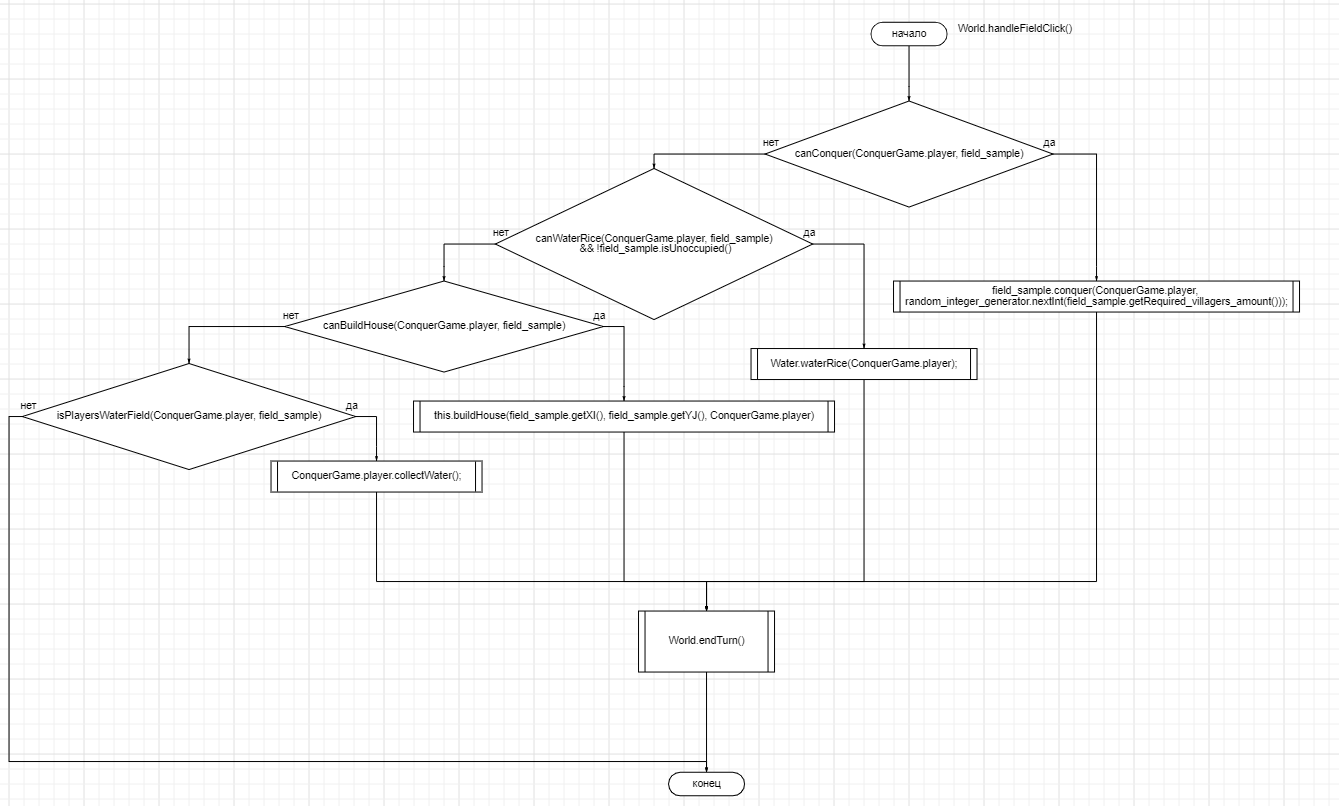 начало
World.handleFieldClick()
нет
да
canConquer(ConquerGame.player, field_sample)
нет
да
canWaterRice(ConquerGame.player, field_sample)
&& !field_sample.isUnoccupied()
field_sample.conquer(ConquerGame.player,
random_integer_generator.nextInt(field_sample.getRequired_villagers_amount()));
нет
да
canBuildHouse(ConquerGame.player, field_sample)
Water.waterRice(ConquerGame.player);
нет
да
isPlayersWaterField(ConquerGame.player, field_sample)
this.buildHouse(field_sample.getXI(), field_sample.getYJ(), ConquerGame.player)
ConquerGame.player.collectWater();
World.endTurn()
конец